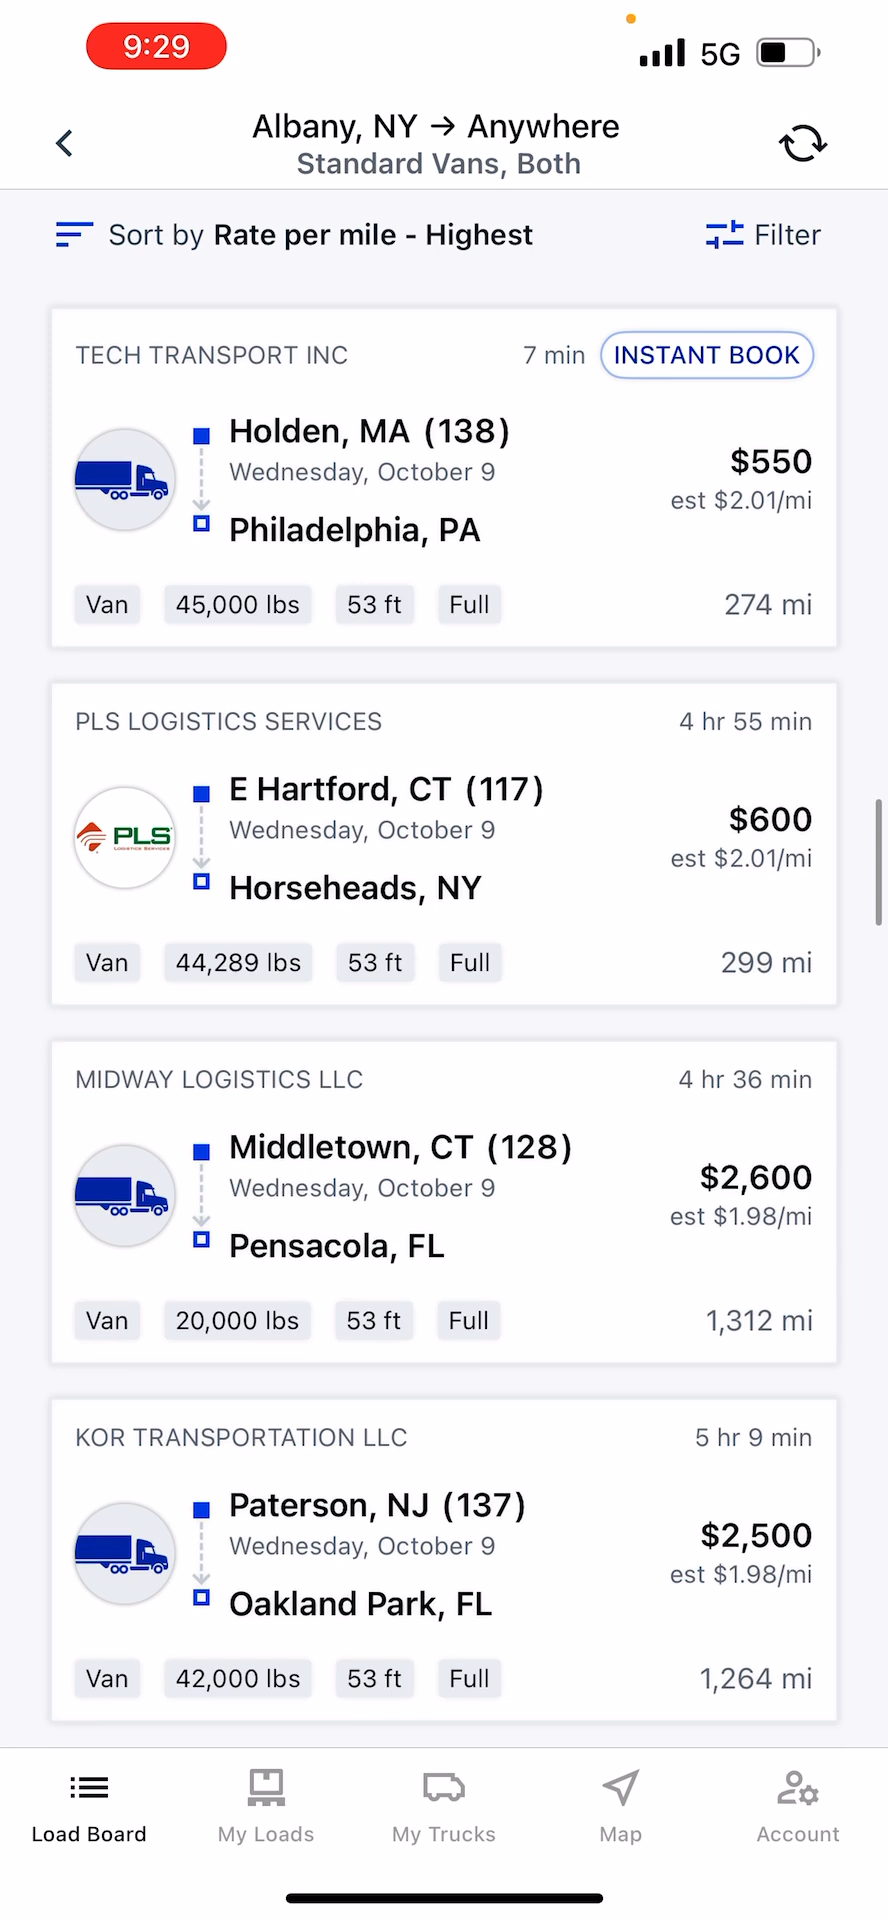 9:29
5G
Albany, NY → Anywhere
Standard Vans, Both
Sort by Rate per mile - Highest
Filter
TECH TRANSPORT INC
7 min
INSTANT BOOK
Holden, MA (138)
Wednesday, October 9
Philadelphia, PA
$550
est $2.01/mi
Van 45,000 lbs 53 ft Full 274 mi
PLS LOGISTICS SERVICES
4 hr 55 min
PLS
LOGISTICS SERVICES
E Hartford, CT (117)
Wednesday, October 9
Horseheads, NY
$600
est $2.01/mi
Van 44,289 lbs 53 ft Full 299 mi
MIDWAY LOGISTICS LLC
4 hr 36 min
Middletown, CT (128)
Wednesday, October 9
Pensacola, FL
$2,600
est $1.98/mi
Van 20,000 lbs 53 ft Full 1,312 mi
KOR TRANSPORTATION LLC
5 hr 9 min
Paterson, NJ (137)
Wednesday, October 9
Oakland Park, FL
$2,500
est $1.98/mi
Van 42,000 lbs 53 ft Full 1,264 mi
Load Board My Loads My Trucks Map Account